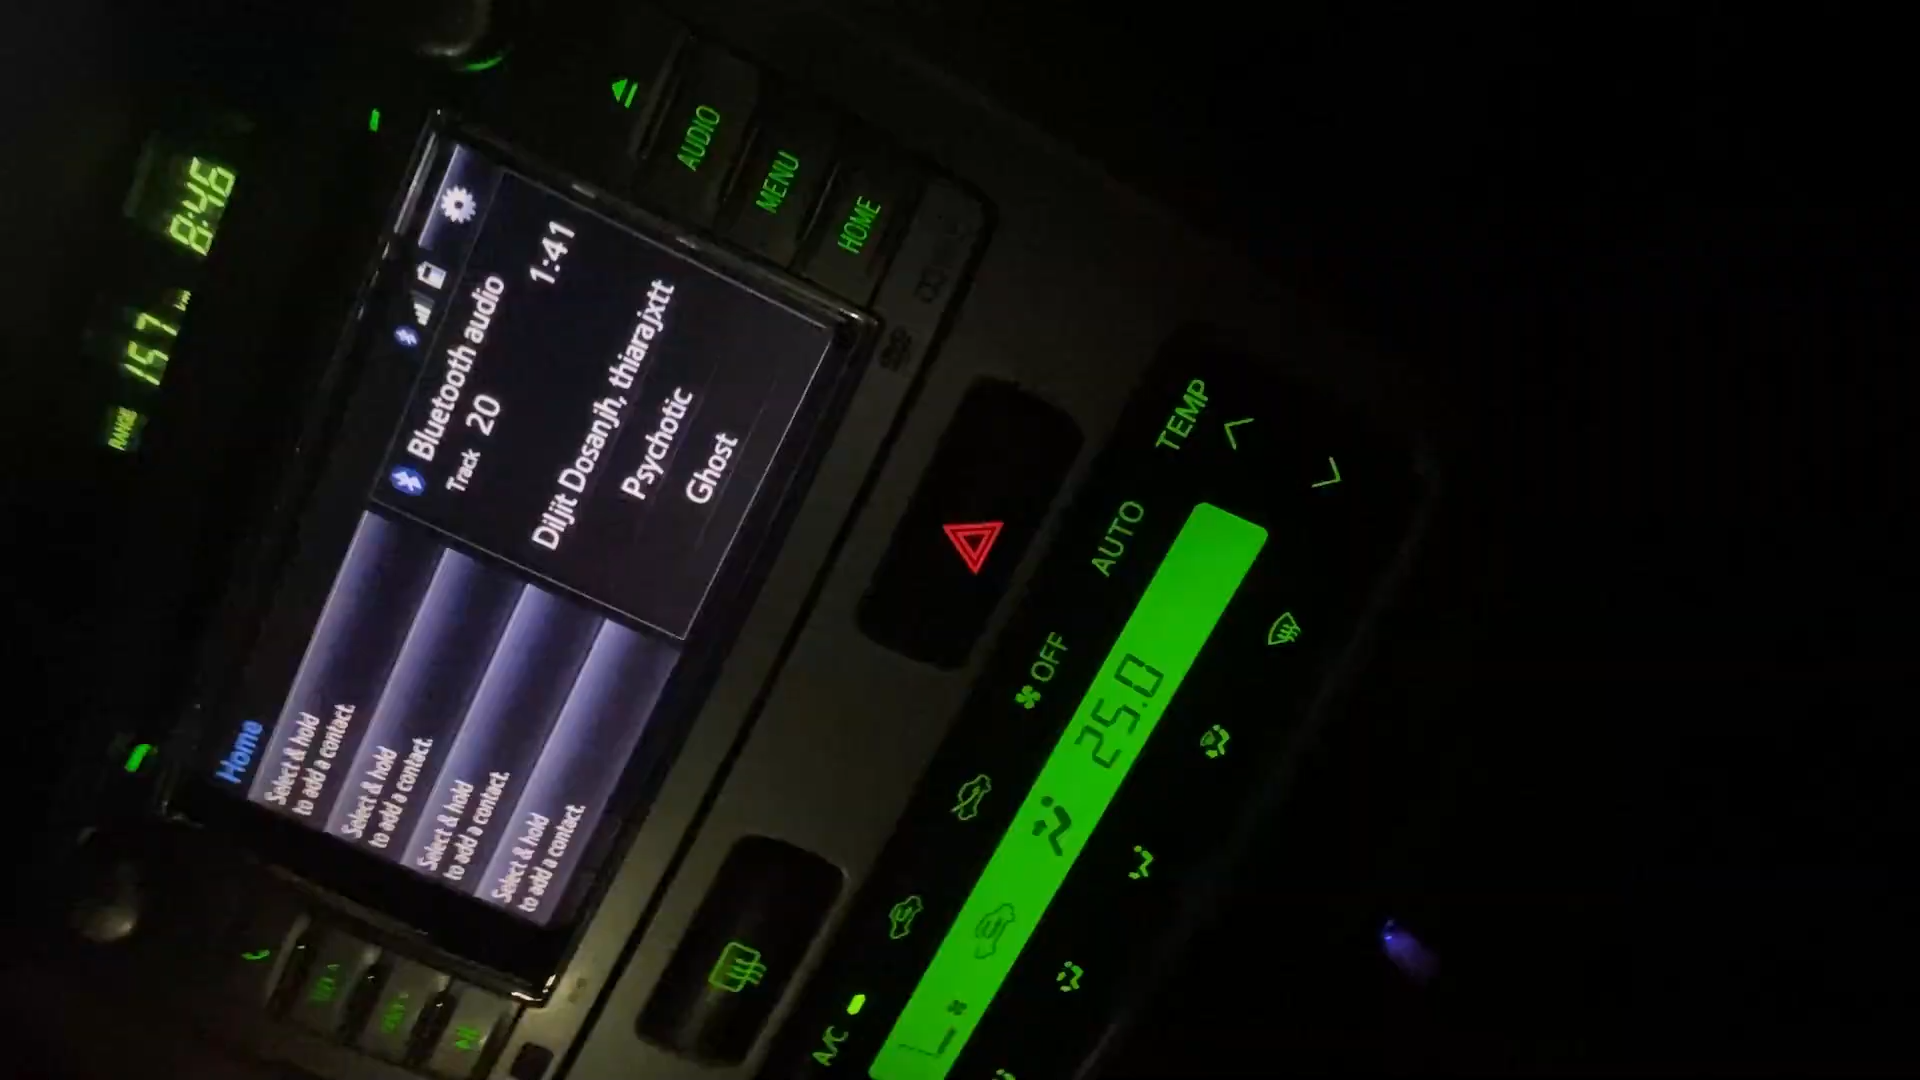 RANGE 157 km 8:46
Home
Bluetooth audio
Track 20 1:41
Diljit Dosanjh, thiarajxtt
Psychotic
Ghost
Select & hold
to add a contact.
Select & hold
to add a contact.
Select & hold
to add a contact.
Select & hold
to add a contact.
AUDIO
MENU
HOME
A/C
OFF
AUTO
TEMP
25.0